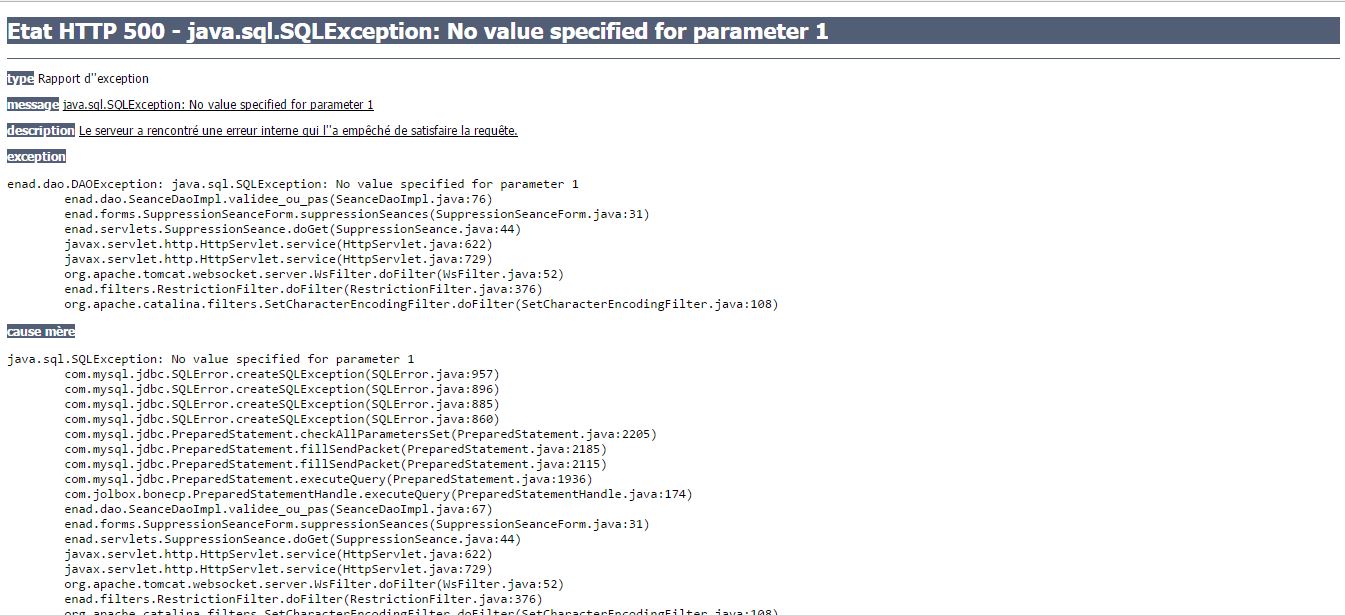 Etat HTTP 500 - java.sql.SQLException: No value specified for parameter 1
type Rapport d''exception
message java.sql.SQLException: No value specified for parameter 1
description Le serveur a rencontré une erreur interne qui l''a empêché de satisfaire la requête.
exception
enad.dao.DAOException: java.sql.SQLException: No value specified for parameter 1
enad.dao.SeanceDaoImpl.validee_ou_pas(SeanceDaoImpl.java:76)
enad.forms.SuppressionSeanceForm.suppressionSeances(SuppressionSeanceForm.java:31)
enad.servlets.SuppressionSeance.doGet(SuppressionSeance.java:44)
javax.servlet.http.HttpServlet.service(HttpServlet.java:622)
javax.servlet.http.HttpServlet.service(HttpServlet.java:729)
org.apache.tomcat.websocket.server.WsFilter.doFilter(WsFilter.java:52)
enad.filters.RestrictionFilter.doFilter(RestrictionFilter.java:376)
org.apache.catalina.filters.SetCharacterEncodingFilter.doFilter(SetCharacterEncodingFilter.java:108)
cause mère
java.sql.SQLException: No value specified for parameter 1
com.mysql.jdbc.SQLError.createSQLException(SQLError.java:957)
com.mysql.jdbc.SQLError.createSQLException(SQLError.java:896)
com.mysql.jdbc.SQLError.createSQLException(SQLError.java:885)
com.mysql.jdbc.SQLError.createSQLException(SQLError.java:860)
com.mysql.jdbc.PreparedStatement.checkAllParametersSet(PreparedStatement.java:2205)
com.mysql.jdbc.PreparedStatement.fillSendPacket(PreparedStatement.java:2185)
com.mysql.jdbc.PreparedStatement.fillSendPacket(PreparedStatement.java:2115)
com.mysql.jdbc.PreparedStatement.executeQuery(PreparedStatement.java:1936)
com.jolbox.bonecp.PreparedStatementHandle.executeQuery(PreparedStatementHandle.java:174)
enad.dao.SeanceDaoImpl.validee_ou_pas(SeanceDaoImpl.java:67)
enad.forms.SuppressionSeanceForm.suppressionSeances(SuppressionSeanceForm.java:31)
enad.servlets.SuppressionSeance.doGet(SuppressionSeance.java:44)
javax.servlet.http.HttpServlet.service(HttpServlet.java:622)
javax.servlet.http.HttpServlet.service(HttpServlet.java:729)
org.apache.tomcat.websocket.server.WsFilter.doFilter(WsFilter.java:52)
enad.filters.RestrictionFilter.doFilter(RestrictionFilter.java:376)
org.apache.catalina.filters.SetCharacterEncodingFilter.doFilter(SetCharacterEncodingFilter.java:108)